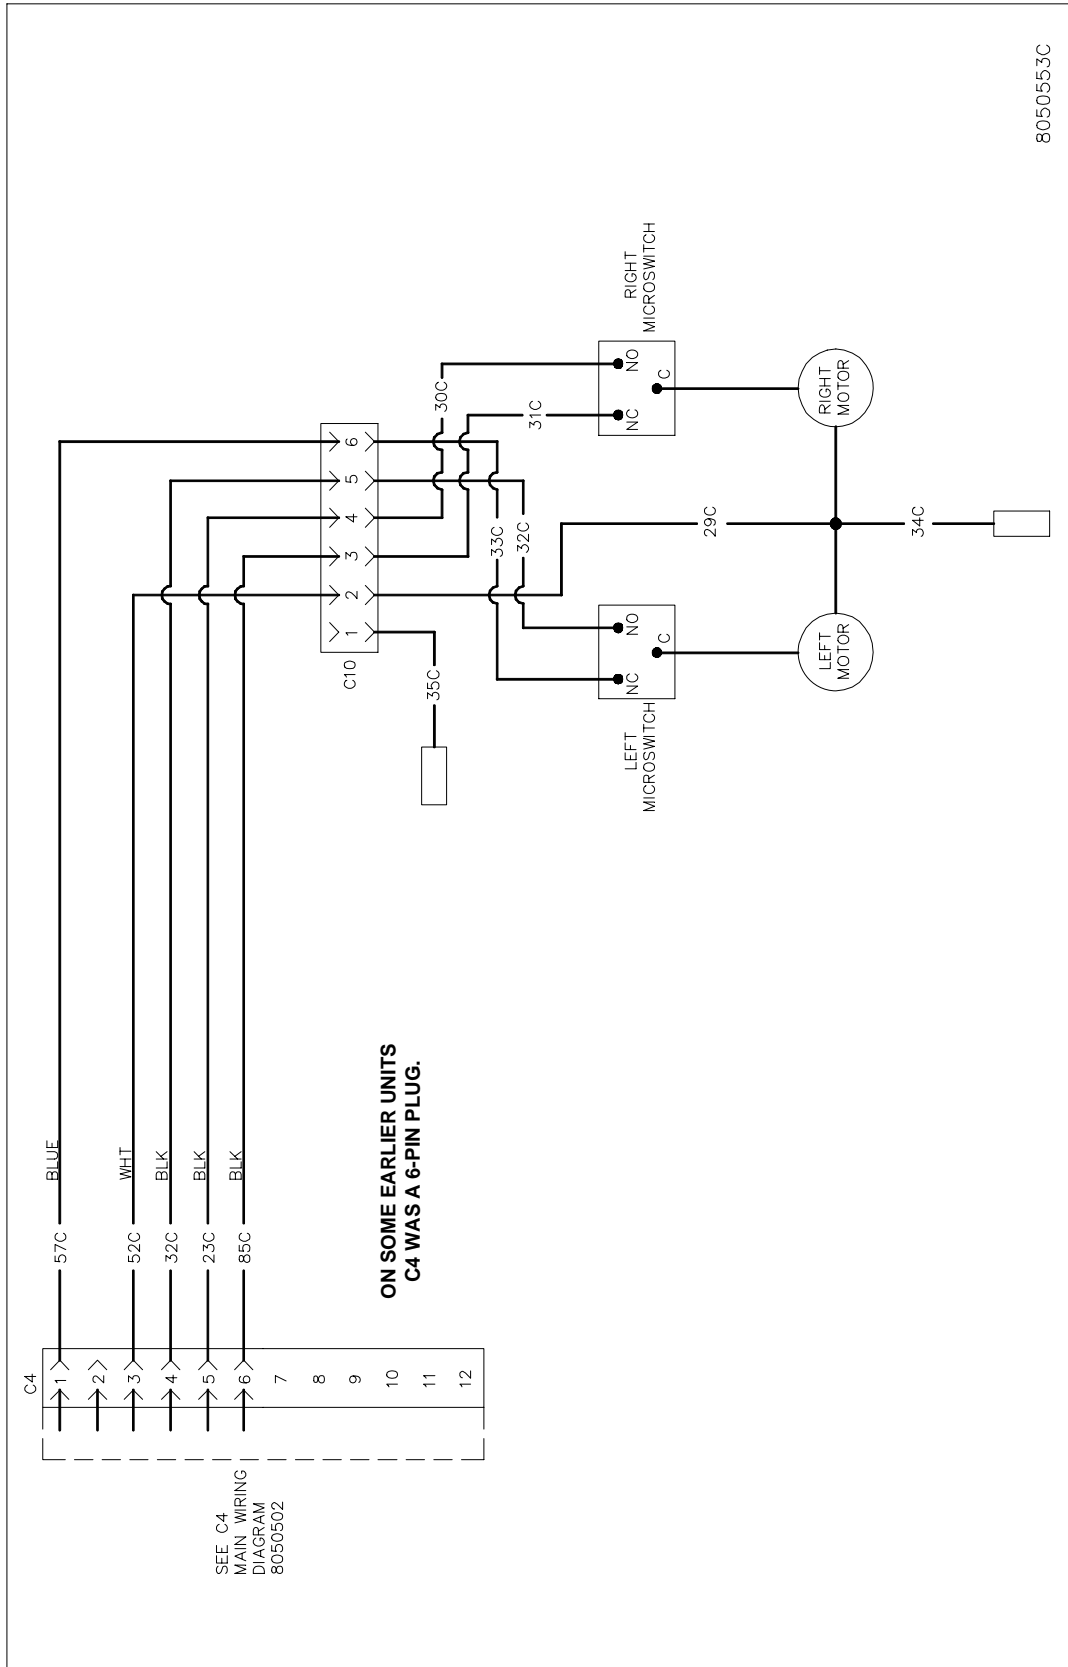 C4
1
2
3
4
5
6
7
8
9
10
11
12
SEE C4
MAIN WIRING
DIAGRAM
8050502
57C
BLUE
52C
WHT
32C
BLK
23C
BLK
85C
BLK
ON SOME EARLIER UNITS
C4 WAS A 6-PIN PLUG.
C10
1
2
3
4
5
6
35C
33C
32C
30C
31C
LEFT
MICROSWITCH
NC
NO
C
RIGHT
MICROSWITCH
NC
NO
C
29C
LEFT
MOTOR
RIGHT
MOTOR
34C
8050553C